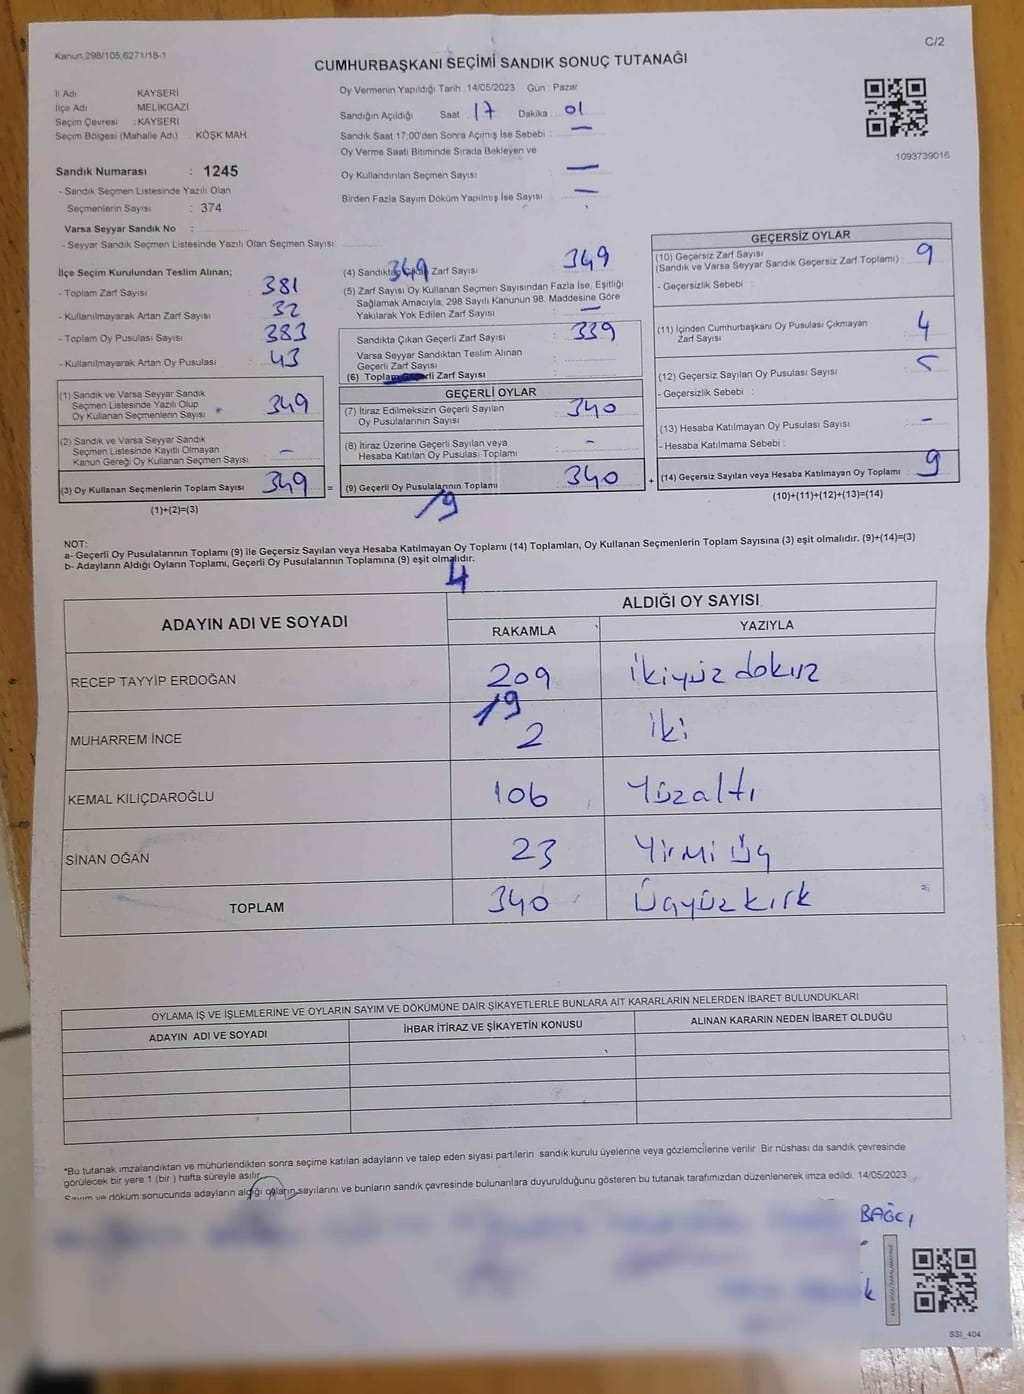 Kanun:298/105,6271/18-1
C/2
CUMHURBAŞKANI SEÇİMİ SANDIK SONUÇ TUTANAĞI
İl Adı KAYSERİ
İlçe Adı MELİKGAZİ
Seçim Çevresi : KAYSERİ
Seçim Bölgesi (Mahalle Adı) : KÖŞK MAH.
Oy Vermenin Yapıldığı Tarih : 14/05/2023 Gün : Pazar
Sandığın Açıldığı Saat : 17 Dakika : 01
Sandık Saat 17:00'den Sonra Açımış İse Sebebi : —
Oy Verme Saati Bitiminde Sırada Bekleyen ve
Oy Kullandırılan Seçmen Sayısı —
Birden Fazla Sayım Döküm Yapılmış İse Sayısı —
1093739016
Sandık Numarası : 1245
- Sandık Seçmen Listesinde Yazılı Olan
Seçmenlerin Sayısı : 374
Varsa Seyyar Sandık No :
- Seyyar Sandık Seçmen Listesinde Yazılı Olan Seçmen Sayısı:
İlçe Seçim Kurulundan Teslim Alınan;
- Toplam Zarf Sayısı 381
- Kullanılmayarak Artan Zarf Sayısı 32
- Toplam Oy Pusulası Sayısı 383
- Kullanılmayarak Artan Oy Pusulası 43
(1) Sandık ve Varsa Seyyar Sandık
Seçmen Listesinde Yazılı Olup
Oy Kullanan Seçmenlerin Sayısı 349
(2) Sandık ve Varsa Seyyar Sandık
Seçmen Listesinde Kayıtlı Olmayan
Kanun Gereği Oy Kullanan Seçmen Sayısı —
(3) Oy Kullanan Seçmenlerin Toplam Sayısı 349 =
(1)+(2)=(3)
349
(4) Sandıktan Çıkan Zarf Sayısı 349
(5) Zarf Sayısı Oy Kullanan Seçmen Sayısından Fazla İse, Eşitliği
Sağlamak Amacıyla; 298 Sayılı Kanunun 98. Maddesine Göre
Yakılarak Yok Edilen Zarf Sayısı —
Sandıkta Çıkan Geçerli Zarf Sayısı 339
Varsa Seyyar Sandıktan Teslim Alınan
Geçerli Zarf Sayısı
(6) Toplam Geçerli Zarf Sayısı
GEÇERLİ OYLAR
(7) İtiraz Edilmeksizin Geçerli Sayılan
Oy Pusulalarının Sayısı 340
(8) İtiraz Üzerine Geçerli Sayılan veya
Hesaba Katılan Oy Pusulası Toplamı -
(9) Geçerli Oy Pusulalarının Toplamı 340 +
19
GEÇERSİZ OYLAR
(10) Geçersiz Zarf Sayısı
(Sandık ve Varsa Seyyar Sandık Geçersiz Zarf Toplamı) : 9
- Geçersizlik Sebebi :
(11) İçinden Cumhurbaşkanı Oy Pusulası Çıkmayan
Zarf Sayısı 4
(12) Geçersiz Sayılan Oy Pusulası Sayısı 5
- Geçersizlik Sebebi :
(13) Hesaba Katılmayan Oy Pusulası Sayısı -
- Hesaba Katılmama Sebebi :
(14) Geçersiz Sayılan veya Hesaba Katılmayan Oy Toplamı 9
(10)+(11)+(12)+(13)=(14)
NOT:
a- Geçerli Oy Pusulalarının Toplamı (9) ile Geçersiz Sayılan veya Hesaba Katılmayan Oy Toplamı (14) Toplamları, Oy Kullanan Seçmenlerin Toplam Sayısına (3) eşit olmalıdır. (9)+(14)=(3)
b- Adayların Aldığı Oyların Toplamı, Geçerli Oy Pusulalarının Toplamına (9) eşit olmalıdır.
4
ADAYIN ADI VE SOYADI ALDIĞI OY SAYISI
RAKAMLA YAZIYLA
RECEP TAYYİP ERDOĞAN 209 İkiyüz dokuz
19
MUHARREM İNCE 2 İki
KEMAL KILIÇDAROĞLU 106 Yüzaltı
SİNAN OĞAN 23 Yirmi üç
TOPLAM 340 Üçyüz kırk
OYLAMA İŞ VE İŞLEMLERİNE VE OYLARIN SAYIM VE DÖKÜMÜNE DAİR ŞİKAYETLERLE BUNLARA AİT KARARLARIN NELERDEN İBARET BULUNDUKLARI
ADAYIN ADI VE SOYADI İHBAR İTİRAZ VE ŞİKAYETİN KONUSU ALINAN KARARIN NEDEN İBARET OLDUĞU
*Bu tutanak imzalandıktan ve mühürlendikten sonra seçime katılan adayların ve talep eden siyasi partilerin sandık kurulu üyelerine veya gözlemcilerine verilir. Bir nüshası da sandık çevresinde
görülecek bir yere 1 (bir ) hafta süreyle asılır.
Sayım ve döküm sonucunda adayların aldığı oyların sayılarını ve bunların sandık çevresinde bulunanlara duyurulduğunu gösteren bu tutanak tarafımızdan düzenlenerek imza edildi. 14/05/2023
BAĞCI
k
SSI_404